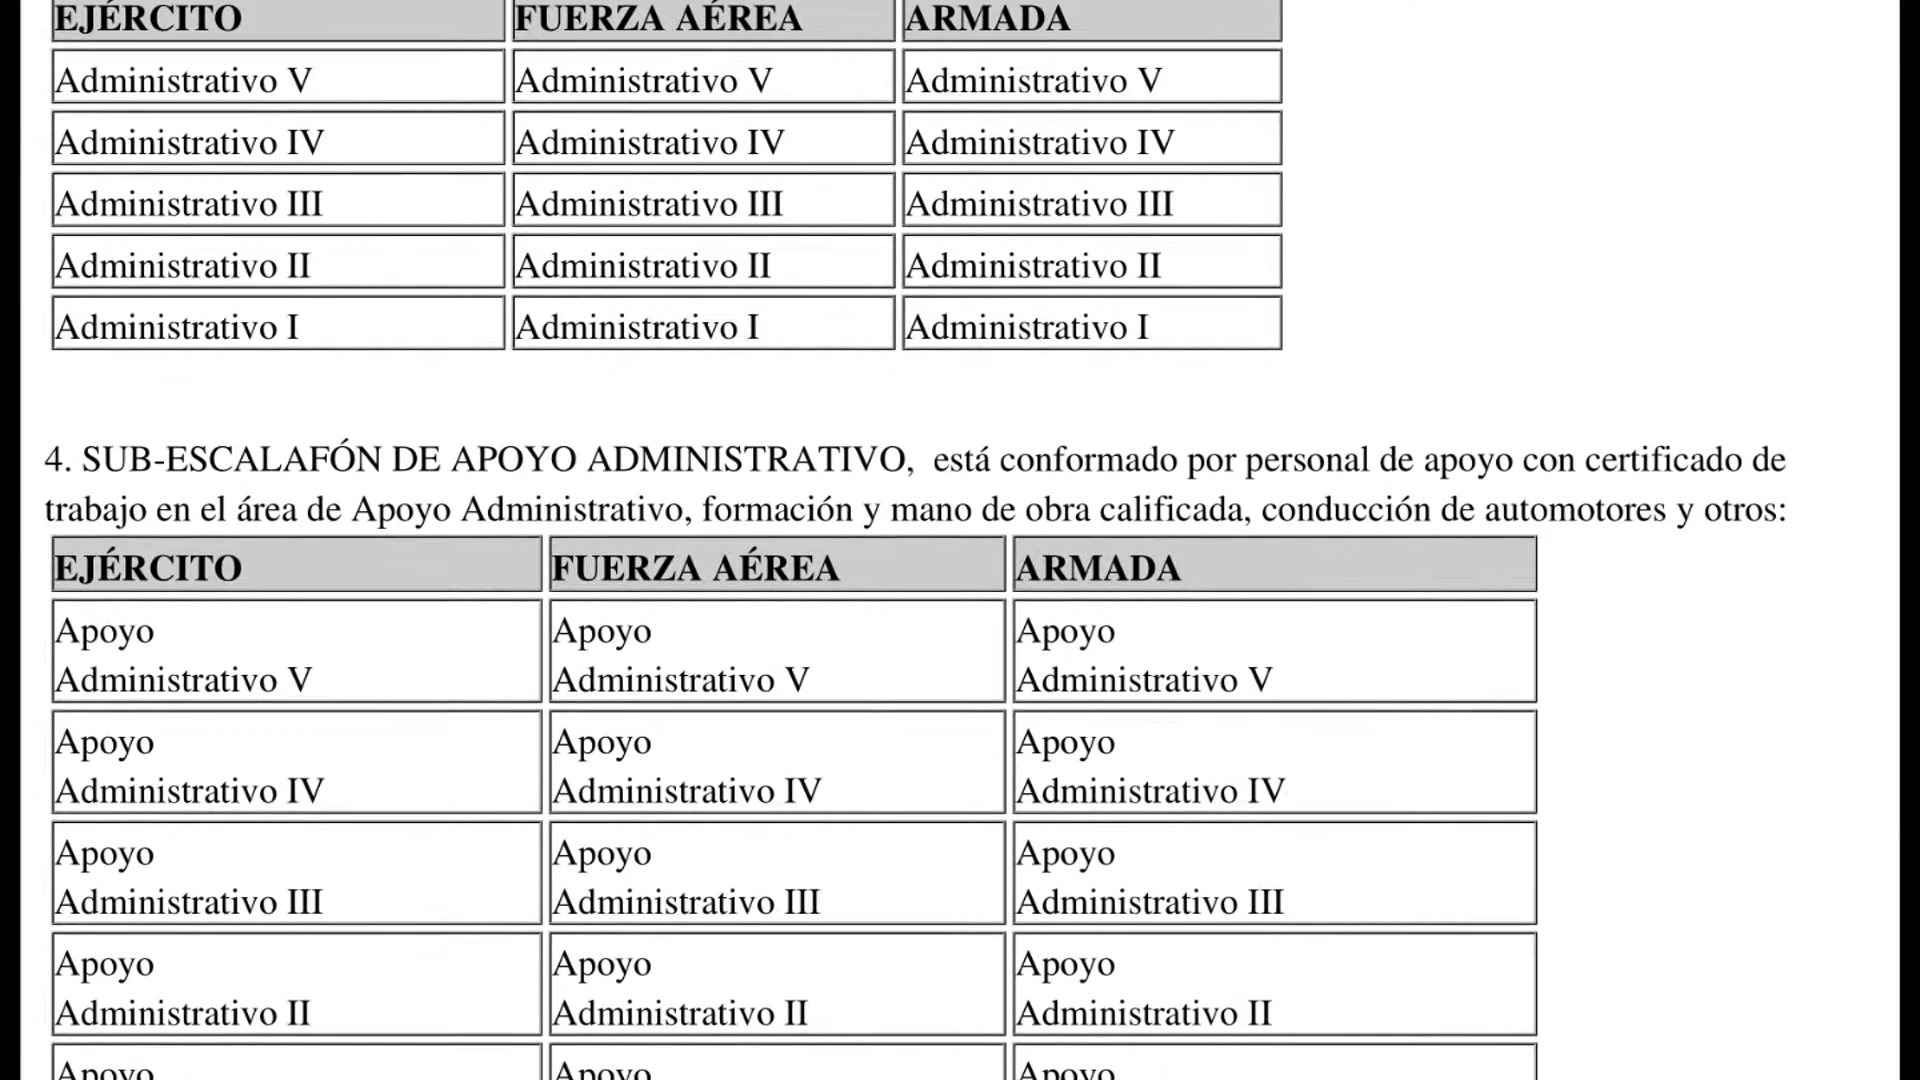 EJÉRCITO FUERZA AÉREA ARMADA
Administrativo V Administrativo V Administrativo V
Administrativo IV Administrativo IV Administrativo IV
Administrativo III Administrativo III Administrativo III
Administrativo II Administrativo II Administrativo II
Administrativo I Administrativo I Administrativo I
4. SUB-ESCALAFÓN DE APOYO ADMINISTRATIVO, está conformado por personal de apoyo con certificado de
trabajo en el área de Apoyo Administrativo, formación y mano de obra calificada, conducción de automotores y otros:
EJÉRCITO FUERZA AÉREA ARMADA
Apoyo Apoyo Apoyo
Administrativo V Administrativo V Administrativo V
Apoyo Apoyo Apoyo
Administrativo IV Administrativo IV Administrativo IV
Apoyo Apoyo Apoyo
Administrativo III Administrativo III Administrativo III
Apoyo Apoyo Apoyo
Administrativo II Administrativo II Administrativo II
Apoyo Apoyo Apoyo